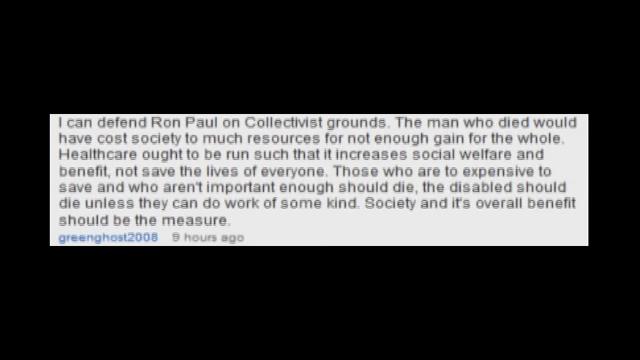 I can defend Ron Paul on Collectivist grounds. The man who died would
have cost society to much resources for not enough gain for the whole.
Healthcare ought to be run such that it increases social welfare and
benefit, not save the lives of everyone. Those who are to expensive to
save and who aren't important enough should die, the disabled should
die unless they can do work of some kind. Society and it's overall benefit
should be the measure.
greenghost2008 9 hours ago